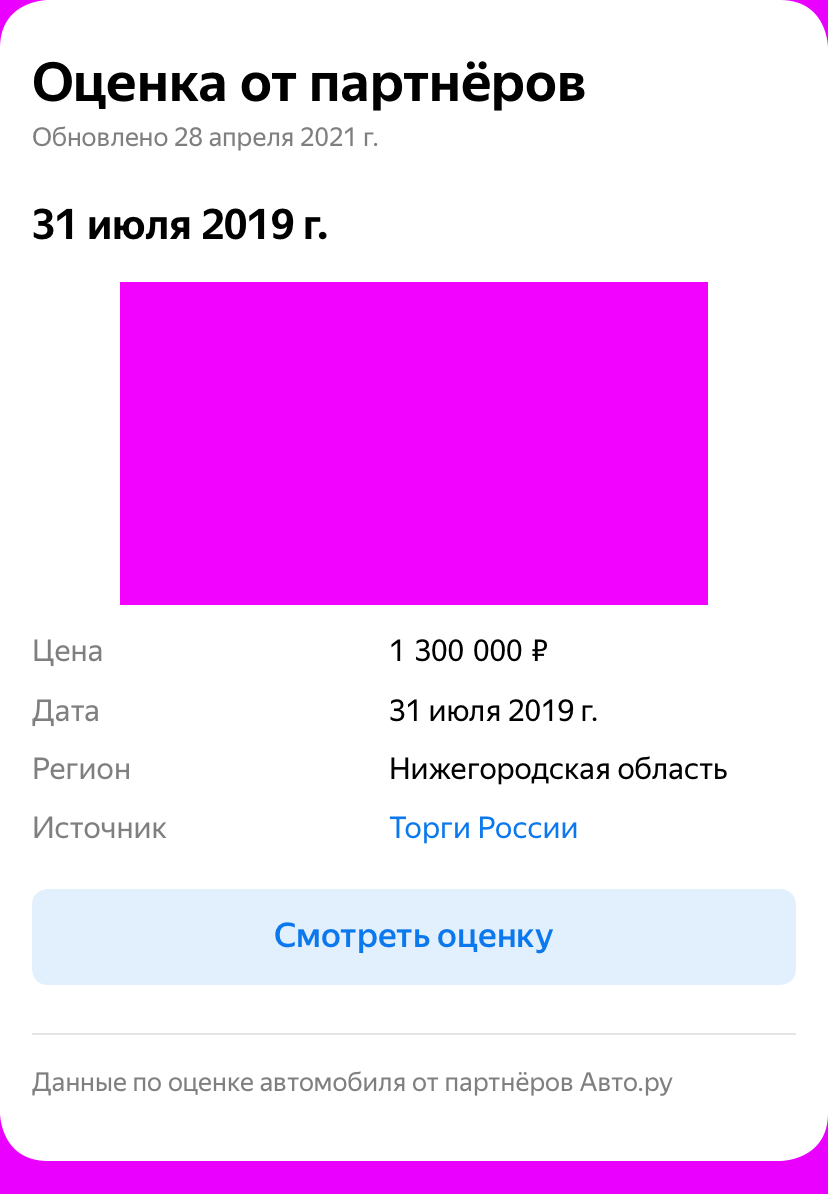 Оценка от партнёров
Обновлено 28 апреля 2021 г.
31 июля 2019 г.
Цена 1 300 000 ₽
Дата 31 июля 2019 г.
Регион Нижегородская область
Источник Торги России
Смотреть оценку
Данные по оценке автомобиля от партнёров Авто.ру